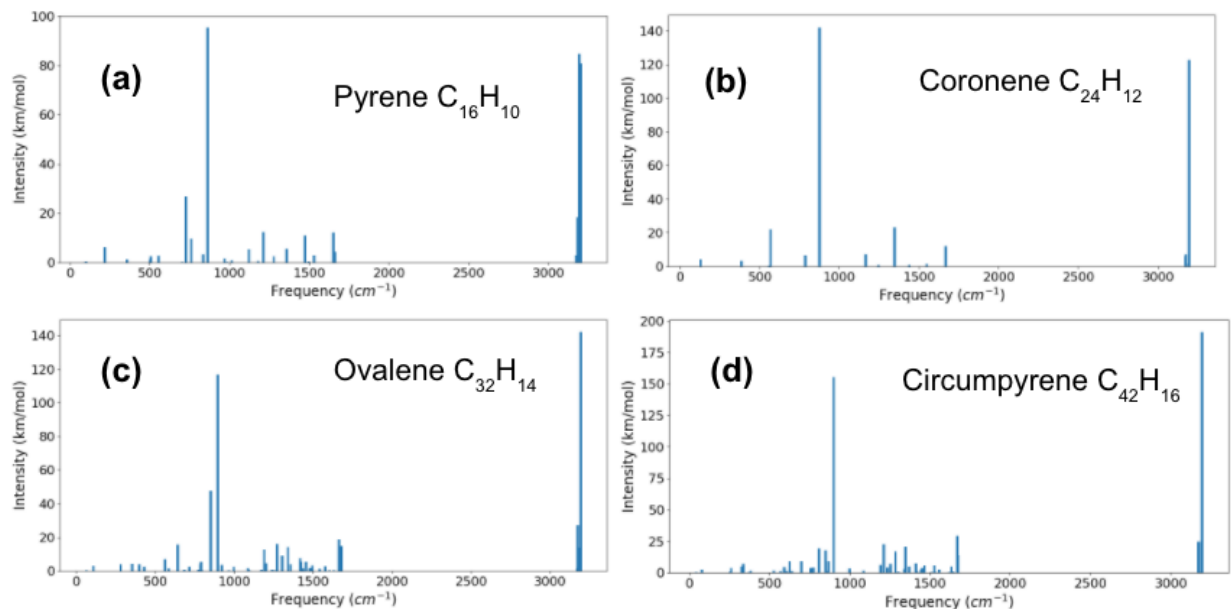 (a)
Pyrene C16H10
Intensity (km/mol)
100
80
60
40
20
0
0 500 1000 1500 2000 2500 3000
Frequency (cm⁻¹)
(b)
Coronene C24H12
Intensity (km/mol)
140
120
100
80
60
40
20
0
0 500 1000 1500 2000 2500 3000
Frequency (cm⁻¹)
(c)
Ovalene C32H14
Intensity (km/mol)
140
120
100
80
60
40
20
0
0 500 1000 1500 2000 2500 3000
Frequency (cm⁻¹)
(d)
Circumpyrene C42H16
Intensity (km/mol)
200
175
150
125
100
75
50
25
0
0 500 1000 1500 2000 2500 3000
Frequency (cm⁻¹)